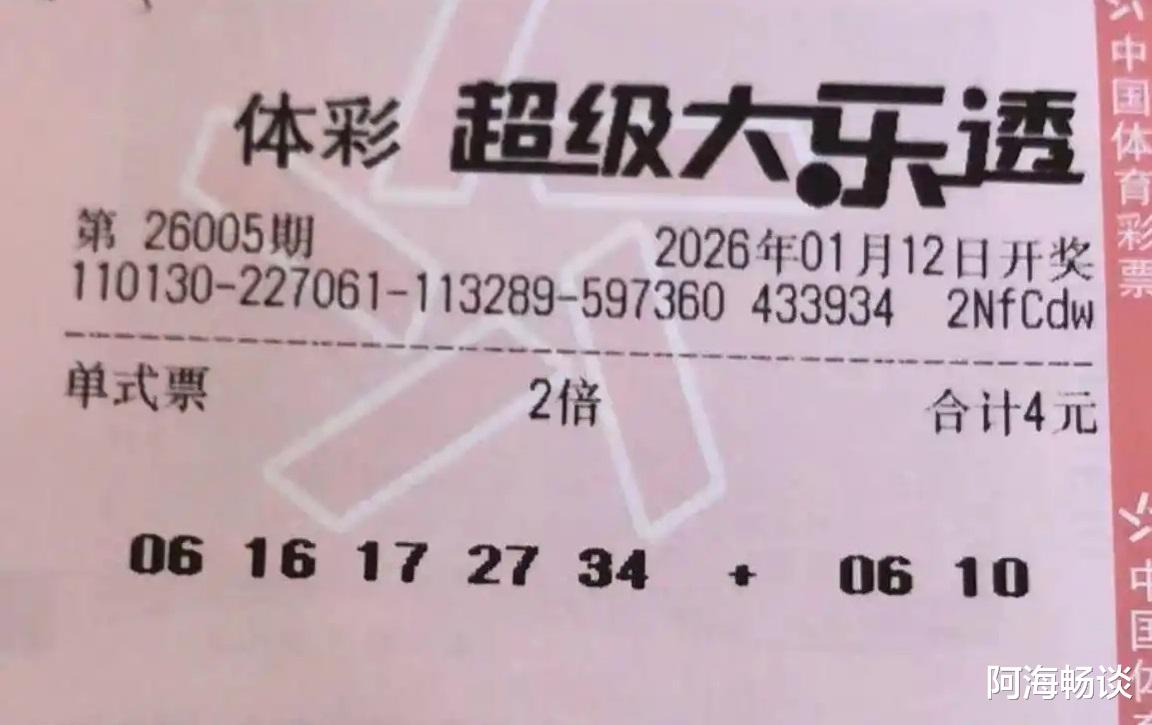 体彩 超级大乐透
第 26005期 2026年01月12日开奖
110130-227061-113289-597360 433934 2NfCdw
单式票 2倍 合计4元
06 16 17 27 34 + 06 10
中国体育彩票
中国体
阿海畅谈